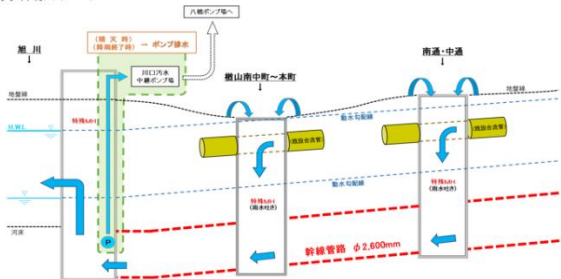 八橋ポンプ場へ
(晴天時)
(降雨終了時) → ポンプ排水
旭川
川口汚水
中継ポンプ場
楢山南中町~本町
南通・中通
地盤線
地盤線
特殊MH
H.W.L
動水勾配線
(既設合流管)
(既設合流管)
特殊MH
(雨水吐き)
動水勾配線
特殊MH
(雨水吐き)
河床
P
幹線管路 φ2,600mm